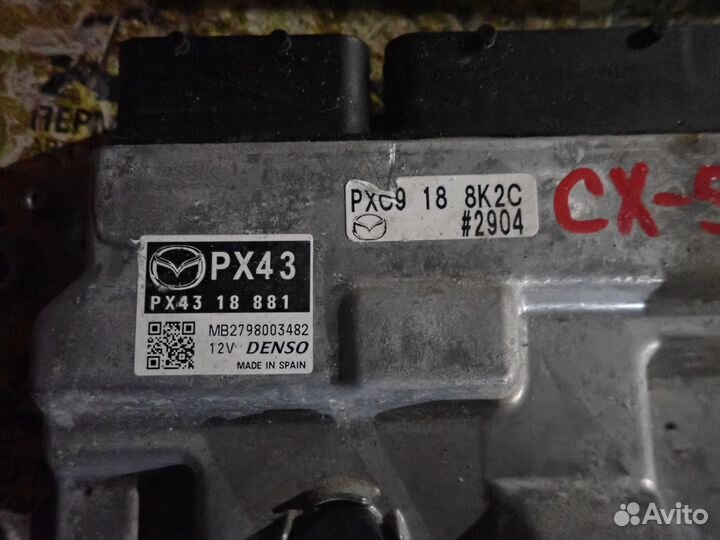 PXC9 18 8K2C
#2904
CX-5
PX43
PX43 18 881
MB2798003482
12V DENSO
MADE IN SPAIN
Avito